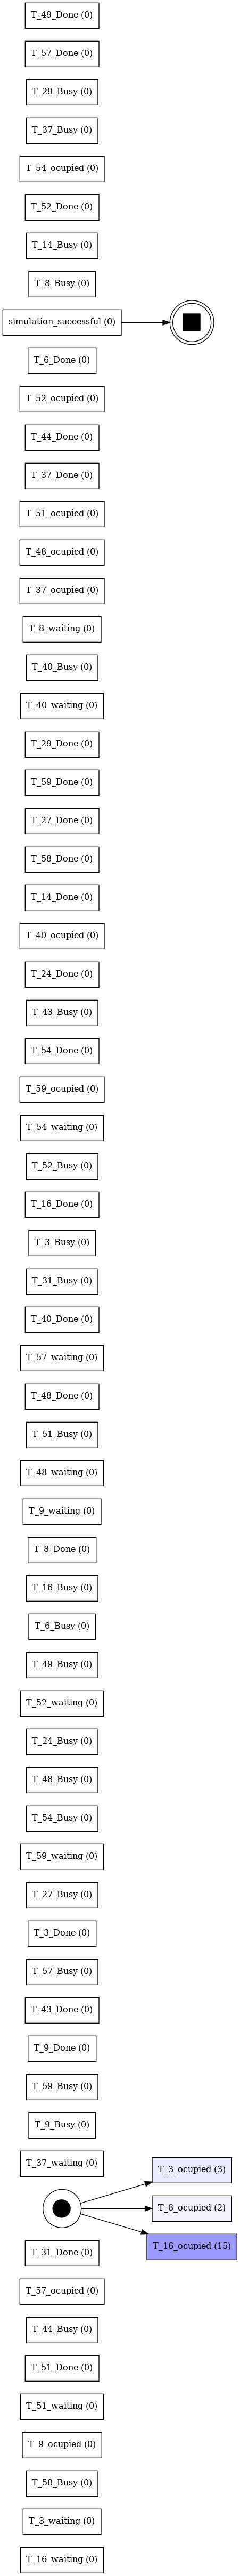 T_49_Done (0)
T_57_Done (0)
T_29_Busy (0)
T_37_Busy (0)
T_54_ocupied (0)
T_52_Done (0)
T_14_Busy (0)
T_8_Busy (0)
simulation_successful (0)
T_6_Done (0)
T_52_ocupied (0)
T_44_Done (0)
T_37_Done (0)
T_51_ocupied (0)
T_48_ocupied (0)
T_37_ocupied (0)
T_8_waiting (0)
T_40_Busy (0)
T_40_waiting (0)
T_29_Done (0)
T_59_Done (0)
T_27_Done (0)
T_58_Done (0)
T_14_Done (0)
T_40_ocupied (0)
T_24_Done (0)
T_43_Busy (0)
T_54_Done (0)
T_59_ocupied (0)
T_54_waiting (0)
T_52_Busy (0)
T_16_Done (0)
T_3_Busy (0)
T_31_Busy (0)
T_40_Done (0)
T_57_waiting (0)
T_48_Done (0)
T_51_Busy (0)
T_48_waiting (0)
T_9_waiting (0)
T_8_Done (0)
T_16_Busy (0)
T_6_Busy (0)
T_49_Busy (0)
T_52_waiting (0)
T_24_Busy (0)
T_48_Busy (0)
T_54_Busy (0)
T_59_waiting (0)
T_27_Busy (0)
T_3_Done (0)
T_57_Busy (0)
T_43_Done (0)
T_9_Done (0)
T_59_Busy (0)
T_9_Busy (0)
T_37_waiting (0)
T_3_ocupied (3)
T_8_ocupied (2)
T_16_ocupied (15)
T_31_Done (0)
T_57_ocupied (0)
T_44_Busy (0)
T_51_Done (0)
T_51_waiting (0)
T_9_ocupied (0)
T_58_Busy (0)
T_3_waiting (0)
T_16_waiting (0)